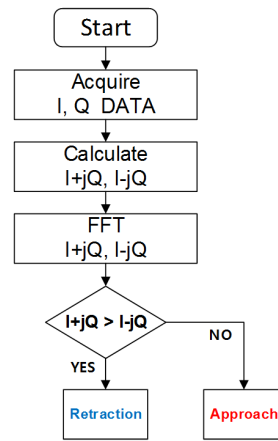 Start
Acquire
I, Q DATA
Calculate
I+jQ, I-jQ
FFT
I+jQ, I-jQ
I+jQ > I-jQ
NO
YES
Retraction
Approach